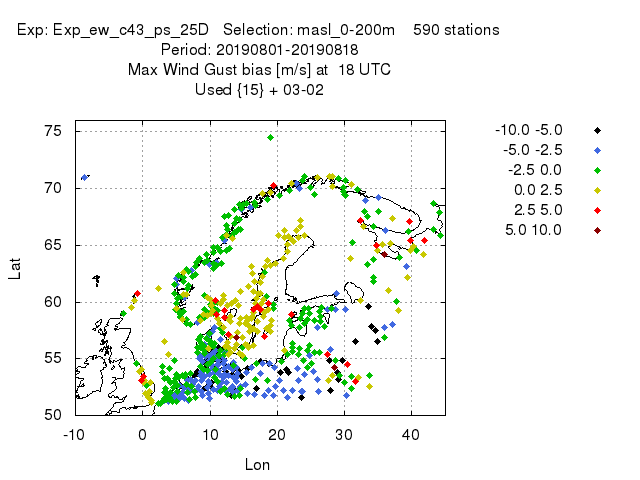 Exp: Exp_ew_c43_ps_25D Selection: masl_0-200m 590 stations
Period: 20190801-20190818
Max Wind Gust bias [m/s] at 18 UTC
Used {15} + 03-02
75
70
65
60
55
50
-10 0 10 20 30 40
Lat
Lon
-10.0 -5.0
-5.0 -2.5
-2.5 0.0
0.0 2.5
2.5 5.0
5.0 10.0